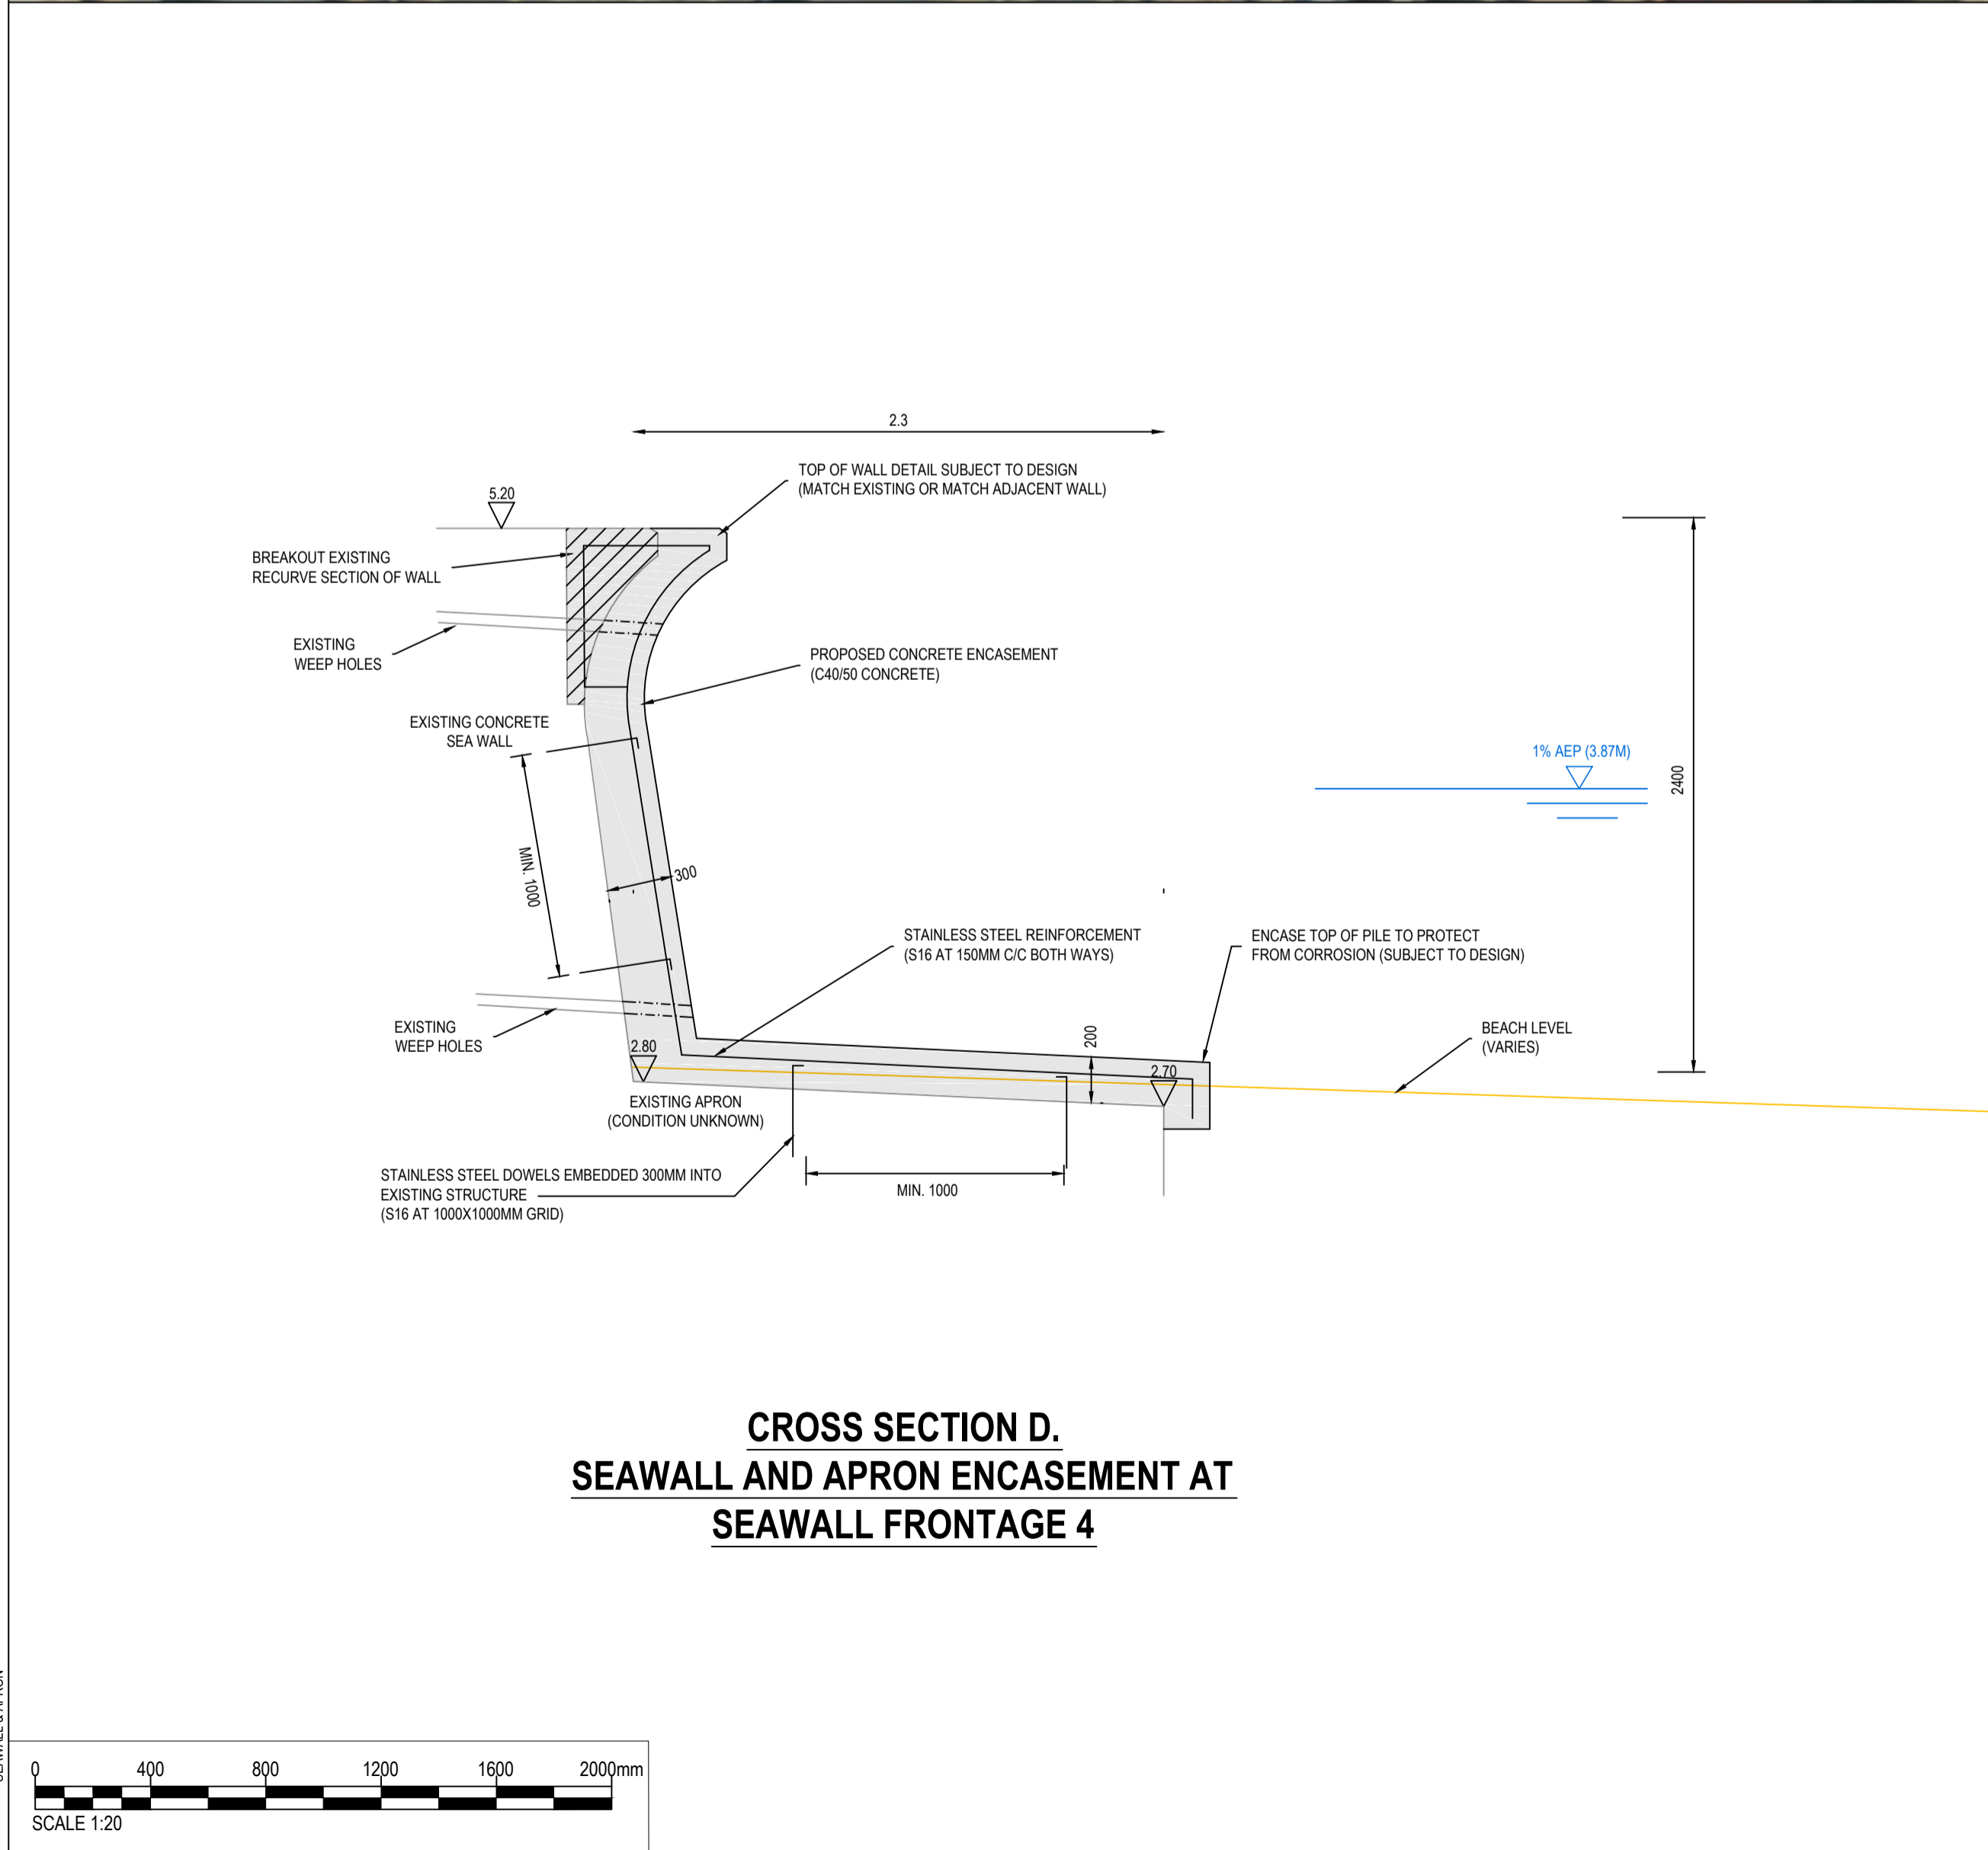 2.3
TOP OF WALL DETAIL SUBJECT TO DESIGN
(MATCH EXISTING OR MATCH ADJACENT WALL)
5.20
BREAKOUT EXISTING
RECURVE SECTION OF WALL
EXISTING
WEEP HOLES
PROPOSED CONCRETE ENCASEMENT
(C40/50 CONCRETE)
EXISTING CONCRETE
SEA WALL
1% AEP (3.87M)
2400
MIN. 1000
300
STAINLESS STEEL REINFORCEMENT
(S16 AT 150MM C/C BOTH WAYS)
ENCASE TOP OF PILE TO PROTECT
FROM CORROSION (SUBJECT TO DESIGN)
EXISTING
WEEP HOLES
BEACH LEVEL
(VARIES)
2.80
200
2.70
EXISTING APRON
(CONDITION UNKNOWN)
STAINLESS STEEL DOWELS EMBEDDED 300MM INTO
EXISTING STRUCTURE
(S16 AT 1000X1000MM GRID)
MIN. 1000
CROSS SECTION D.
SEAWALL AND APRON ENCASEMENT AT
SEAWALL FRONTAGE 4
0 400 800 1200 1600 2000mm
SCALE 1:20